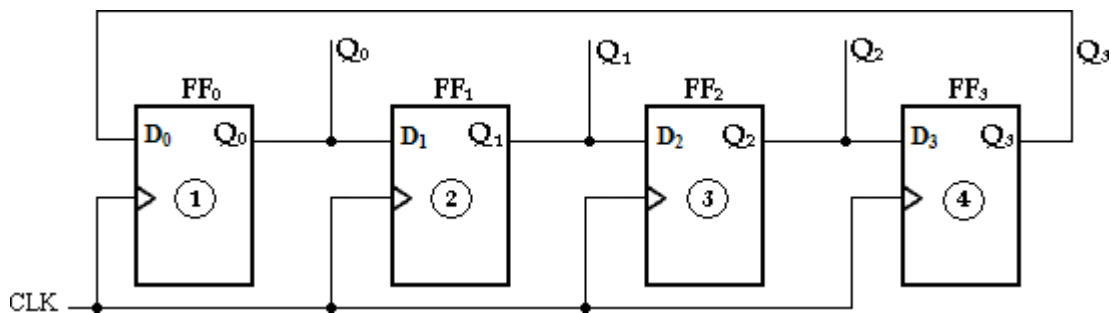 Q₀ Q₁ Q₂ Q₃
FF₀ FF₁ FF₂ FF₃
D₀ Q₀ D₁ Q₁ D₂ Q₂ D₃ Q₃
1 2 3 4
CLK